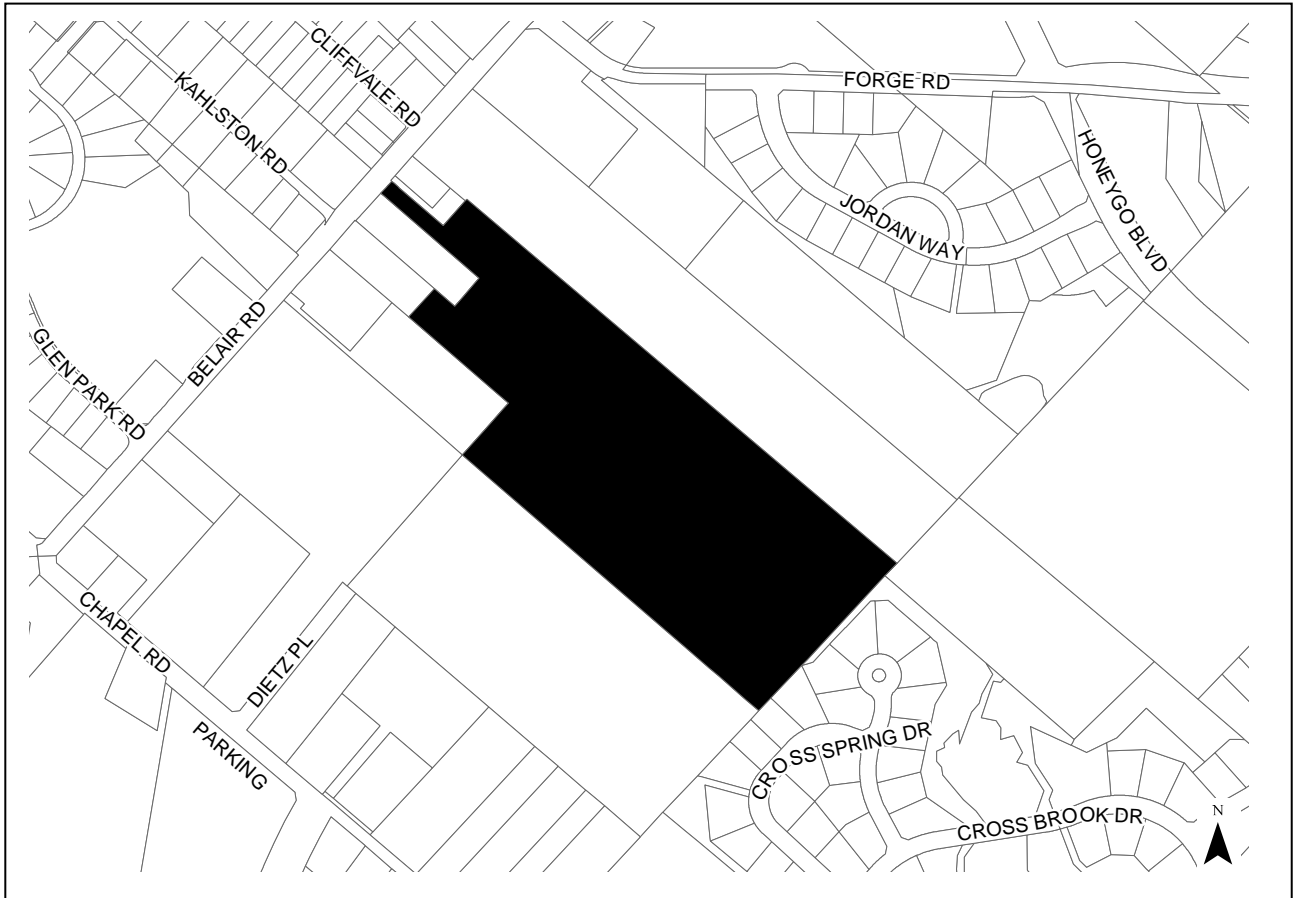 CLIFFVALE RD
KAHLSTON RD
FORGE RD
HONEYGO BLVD
JORDAN WAY
BELAIR RD
GLEN PARK RD
CHAPEL RD
DIETZ PL
PARKING
CROSS SPRING DR
CROSS BROOK DR
N